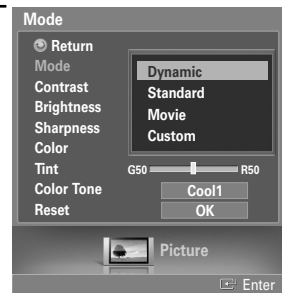 Mode
Return
Mode
Contrast
Brightness
Sharpness
Color
Tint
Color Tone
Reset
Dynamic
Standard
Movie
Custom
G50 R50
Cool1
OK
Picture
Enter